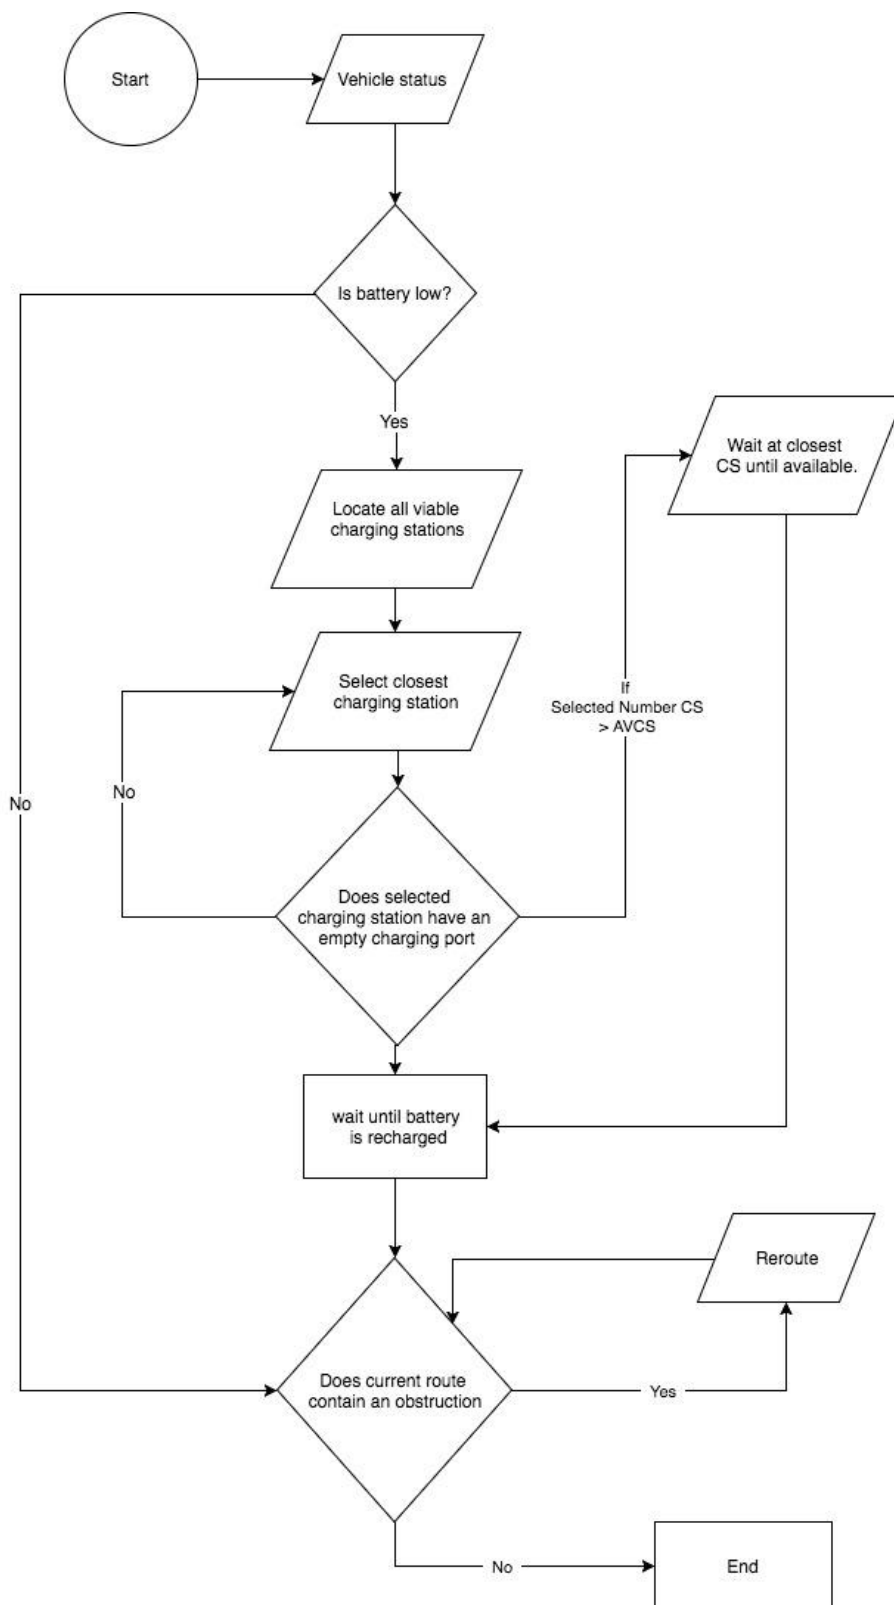 Start
Vehicle status
Is battery low?
Yes
Wait at closest
CS until available.
Locate all viable
charging stations
Select closest
charging station
If
Selected Number CS
> AVCS
No
No
Does selected
charging station have an
empty charging port
wait until battery
is recharged
Reroute
Does current route
contain an obstruction
Yes
No
End